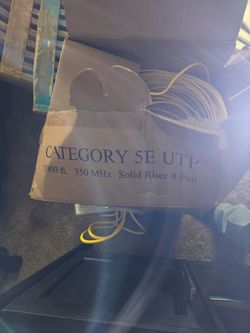 CATEGORY 5E UTP
1000 ft. 350 MHz Solid Riser 4 Pair